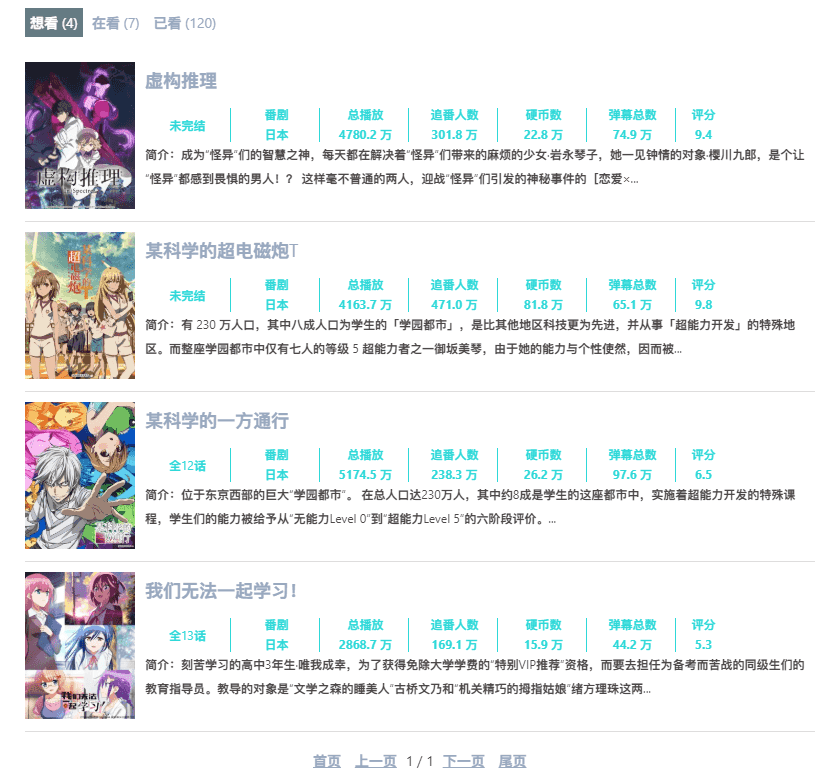 想看 (4) 在看 (7) 已看 (120)
虚构推理
未完结 番剧 总播放 追番人数 硬币数 弹幕总数 评分
日本 4780.2 万 301.8 万 22.8 万 74.9 万 9.4
简介：成为“怪异”们的智慧之神，每天都在解决着“怪异”们带来的麻烦的少女·岩永琴子，她一见钟情的对象·樱川九郎，是个让
“怪异”都感到畏惧的男人！？ 这样毫不普通的两人，迎战“怪异”们引发的神秘事件的［恋爱×...
虚构推理
某科学的超电磁炮T
未完结 番剧 总播放 追番人数 硬币数 弹幕总数 评分
日本 4163.7 万 471.0 万 81.8 万 65.1 万 9.8
简介：有 230 万人口，其中八成人口为学生的「学园都市」，是比其他地区科技更为先进，并从事「超能力开发」的特殊地
区。而整座学园都市中仅有七人的等级 5 超能力者之一御坂美琴，由于她的能力与个性使然，因而被...
超电磁炮
某科学的一方通行
全12话 番剧 总播放 追番人数 硬币数 弹幕总数 评分
日本 5174.5 万 238.3 万 26.2 万 97.6 万 6.5
简介：位于东京西部的巨大“学园都市”。 在总人口达230万人，其中约8成是学生的这座都市中，实施着超能力开发的特殊课
程，学生们的能力被给予从“无能力Level 0”到“超能力Level 5”的六阶段评价。...
我们无法一起学习！
全13话 番剧 总播放 追番人数 硬币数 弹幕总数 评分
日本 2868.7 万 169.1 万 15.9 万 44.2 万 5.3
简介：刻苦学习的高中3年生·唯我成幸，为了获得免除大学学费的“特别VIP推荐”资格，而要去担任为备考而苦战的同级生们的
教育指导员。教导的对象是“文学之森的睡美人”古桥文乃和“机关精巧的拇指姑娘”绪方理珠这两...
我们无法
一起学习！
首页 上一页 1 / 1 下一页 尾页